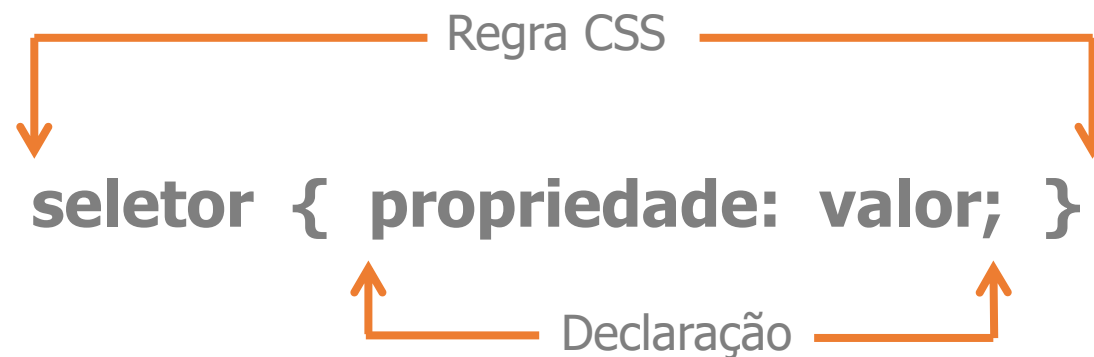 Regra CSS
seletor { propriedade: valor; }
Declaração